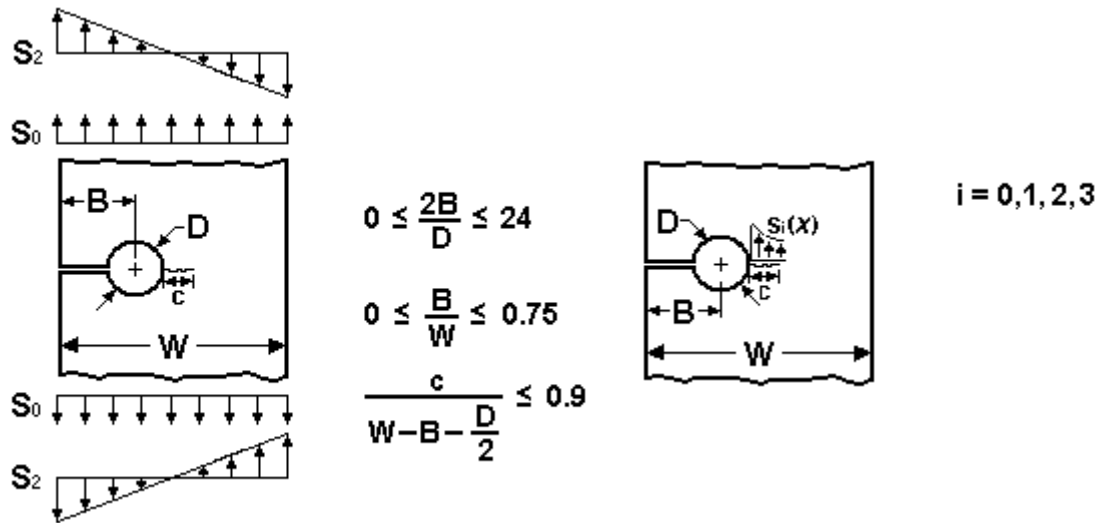 S₂
S₀
B
D
c
W
S₀
S₂
0 ≤ 2B/D ≤ 24
0 ≤ B/W ≤ 0.75
c/(W−B−D/2) ≤ 0.9
D
Sᵢ(X)
c
B
W
i = 0,1,2,3